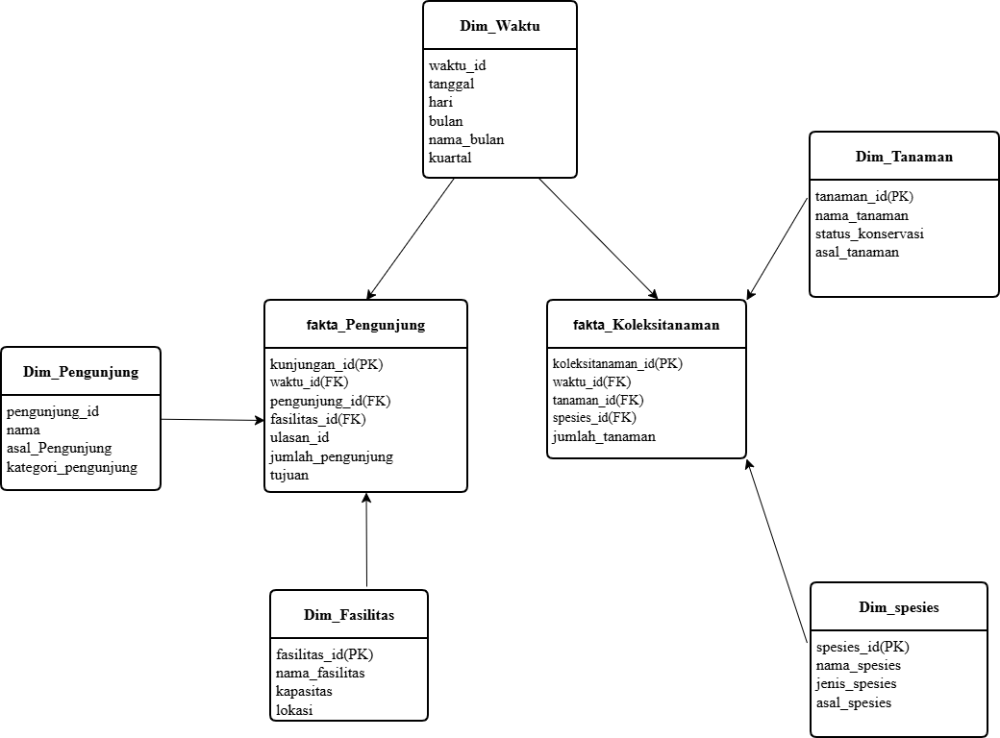 Dim_Waktu
waktu_id
tanggal
hari
bulan
nama_bulan
kuartal
Dim_Tanaman
tanaman_id(PK)
nama_tanaman
status_konservasi
asal_tanaman
fakta_Pengunjung
kunjungan_id(PK)
waktu_id(FK)
pengunjung_id(FK)
fasilitas_id(FK)
ulasan_id
jumlah_pengunjung
tujuan
fakta_Koleksitanaman
koleksitanaman_id(PK)
waktu_id(FK)
tanaman_id(FK)
spesies_id(FK)
jumlah_tanaman
Dim_Pengunjung
pengunjung_id
nama
asal_Pengunjung
kategori_pengunjung
Dim_Fasilitas
fasilitas_id(PK)
nama_fasilitas
kapasitas
lokasi
Dim_spesies
spesies_id(PK)
nama_spesies
jenis_spesies
asal_spesies